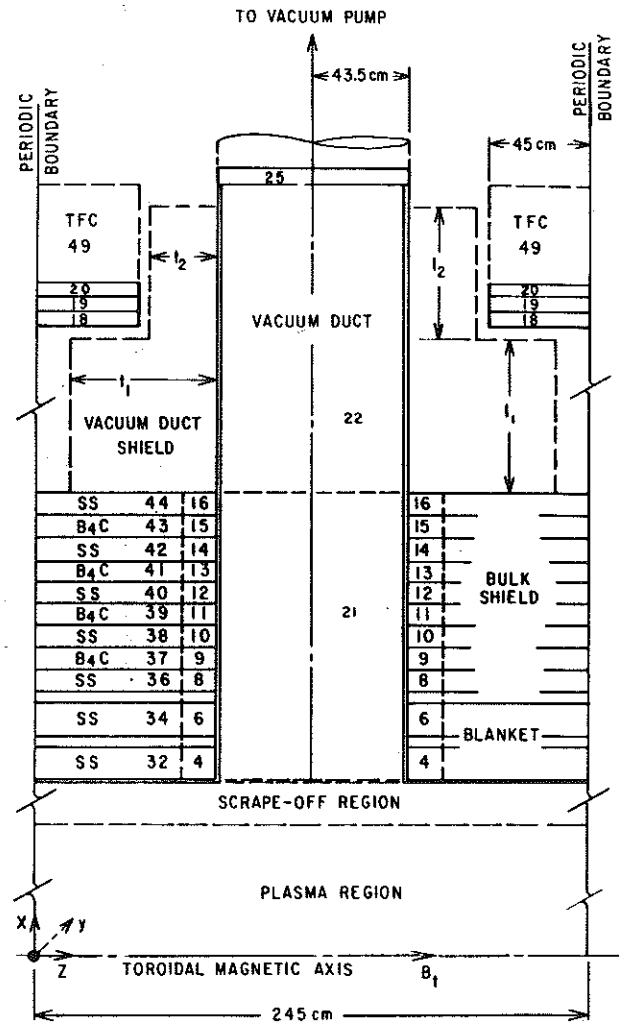 TO VACUUM PUMP
43.5 cm
PERIODIC
BOUNDARY
PERIODIC
BOUNDARY
45 cm
25
TFC
49
TFC
49
t₂
t₂
20
19
18
20
19
18
VACUUM DUCT
t₁
t₁
VACUUM DUCT
SHIELD
22
SS 44 16
B₄C 43 15
SS 42 14
B₄C 41 13
SS 40 12
B₄C 39 11
SS 38 10
B₄C 37 9
SS 36 8
SS 34 6
SS 32 4
21
16
15
14
13
12
11
10
9
8
6
4
BULK
SHIELD
BLANKET
SCRAPE-OFF REGION
PLASMA REGION
X
y
Z
TOROIDAL MAGNETIC AXIS
Bₜ
245 cm